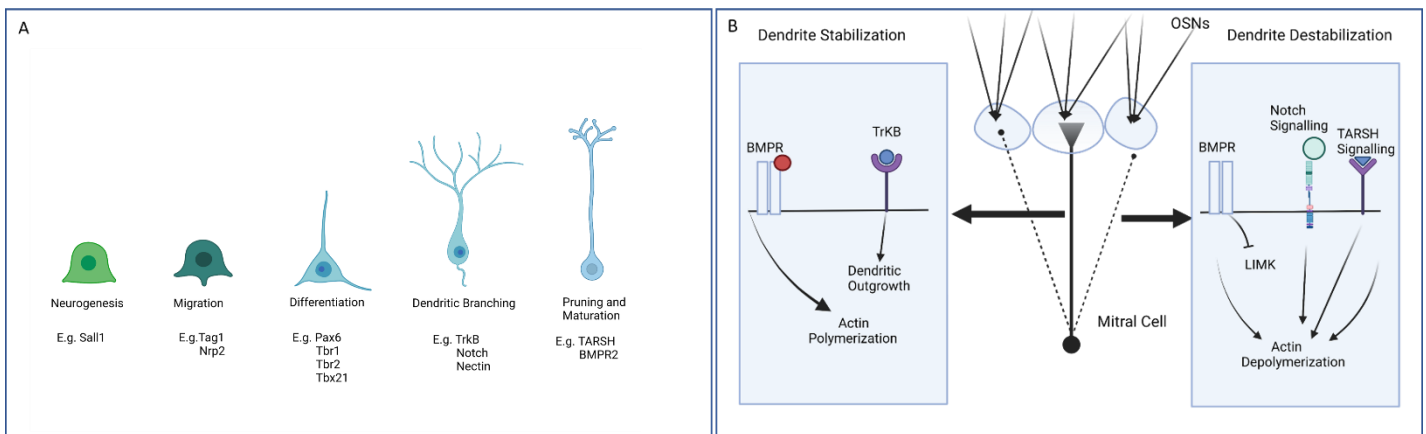 A
Neurogenesis
E.g. Sall1
Migration
E.g.Tag1
Nrp2
Differentiation
E.g. Pax6
Tbr1
Tbr2
Tbx21
Dendritic Branching
E.g. TrkB
Notch
Nectin
Pruning and
Maturation
E.g. TARSH
BMPR2
B
Dendrite Stabilization
BMPR
TrKB
Dendritic
Outgrowth
Actin
Polymerization
OSNs
Mitral Cell
Dendrite Destabilization
BMPR
Notch
Signalling
TARSH
Signalling
LIMK
Actin
Depolymerization